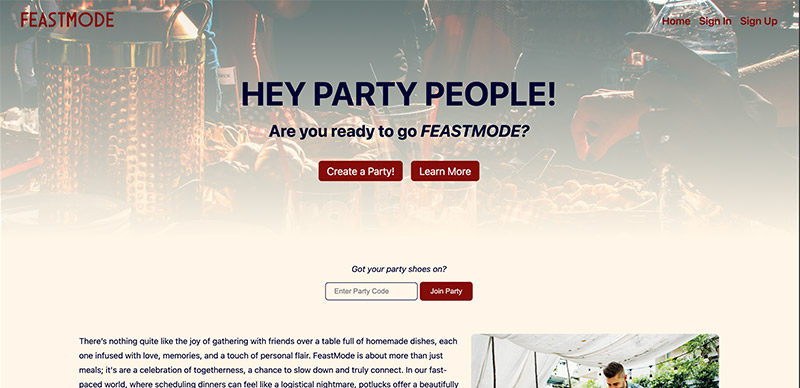 FEASTMODE
Home Sign In Sign Up
HEY PARTY PEOPLE!
Are you ready to go FEASTMODE?
Create a Party! Learn More
Got your party shoes on?
Enter Party Code Join Party
There's nothing quite like the joy of gathering with friends over a table full of homemade dishes, each
one infused with love, memories, and a touch of personal flair. FeastMode is about more than just
meals; it's are a celebration of togetherness, a chance to slow down and truly connect. In our fast-
paced world, where scheduling dinners can feel like a logistical nightmare, potlucks offer a beautifully